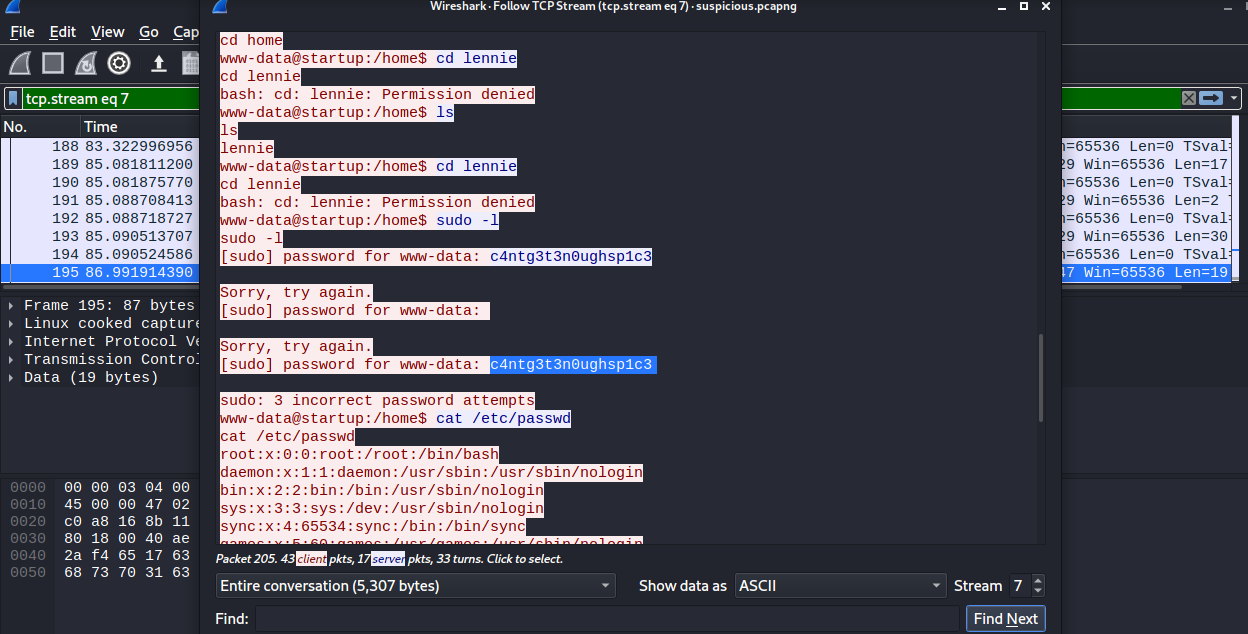 Wireshark · Follow TCP Stream (tcp.stream eq 7) · suspicious.pcapng
File Edit View Go Cap
tcp.stream eq 7
No. Time
188 83.322996956
189 85.081811200
190 85.081875770
191 85.088708413
192 85.088718727
193 85.090513707
194 85.090524586
195 86.991914390
=65536 Len=0 TSval=
29 Win=65536 Len=17
=65536 Len=0 TSval=
29 Win=65536 Len=2
=65536 Len=0 TSval=
29 Win=65536 Len=30
=65536 Len=0 TSval=
47 Win=65536 Len=19
Frame 195: 87 bytes
Linux cooked capture
Internet Protocol Ve
Transmission Control
Data (19 bytes)
0000 00 00 03 04 00
0010 45 00 00 47 02
0020 c0 a8 16 8b 11
0030 80 18 00 40 ae
0040 2a f4 65 17 63
0050 68 73 70 31 63
cd home
www-data@startup:/home$ cd lennie
cd lennie
bash: cd: lennie: Permission denied
www-data@startup:/home$ ls
ls
lennie
www-data@startup:/home$ cd lennie
cd lennie
bash: cd: lennie: Permission denied
www-data@startup:/home$ sudo -l
sudo -l
[sudo] password for www-data: c4ntg3t3n0ughsp1c3
Sorry, try again.
[sudo] password for www-data:
Sorry, try again.
[sudo] password for www-data: c4ntg3t3n0ughsp1c3
sudo: 3 incorrect password attempts
www-data@startup:/home$ cat /etc/passwd
cat /etc/passwd
root:x:0:0:root:/root:/bin/bash
daemon:x:1:1:daemon:/usr/sbin:/usr/sbin/nologin
bin:x:2:2:bin:/bin:/usr/sbin/nologin
sys:x:3:3:sys:/dev:/usr/sbin/nologin
sync:x:4:65534:sync:/bin:/bin/sync
games:x:5:60:games:/usr/games:/usr/sbin/nologin
Packet 205. 43 client pkts, 17 server pkts, 33 turns. Click to select.
Entire conversation (5,307 bytes) Show data as ASCII Stream 7
Find: Find Next